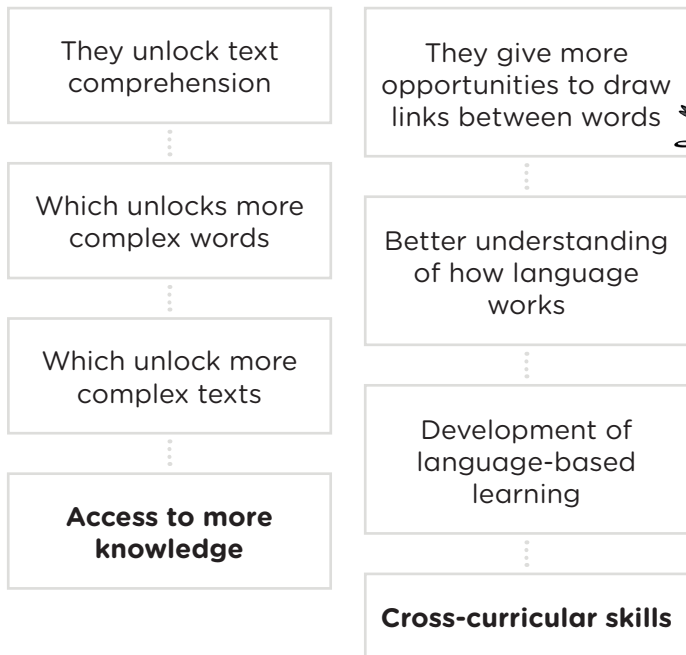 They unlock text
comprehension
Which unlocks more
complex words
Which unlock more
complex texts
Access to more
knowledge
They give more
opportunities to draw
links between words
Better understanding
of how language
works
Development of
language-based
learning
Cross-curricular skills